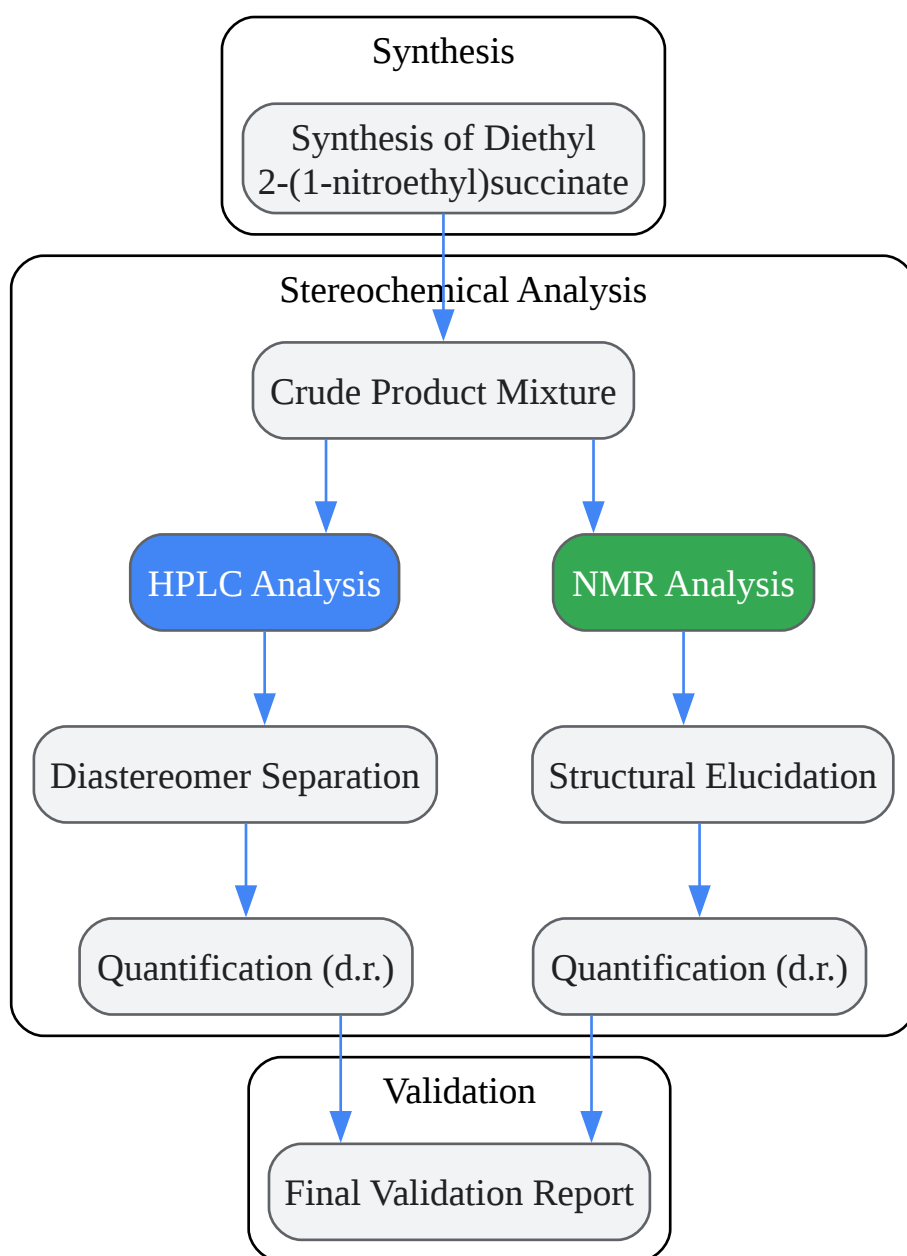 Synthesis
Synthesis of Diethyl
2-(1-nitroethyl)succinate
Stereochemical Analysis
Crude Product Mixture
HPLC Analysis
NMR Analysis
Diastereomer Separation
Structural Elucidation
Quantification (d.r.)
Quantification (d.r.)
Validation
Final Validation Report